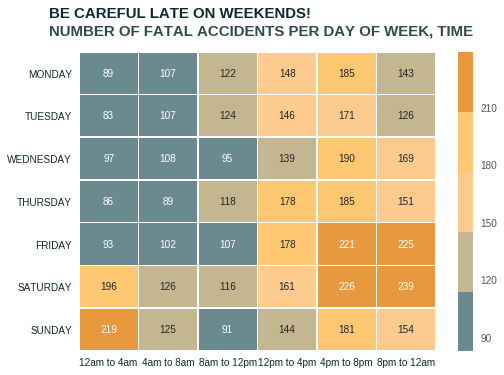 BE CAREFUL LATE ON WEEKENDS!
NUMBER OF FATAL ACCIDENTS PER DAY OF WEEK, TIME
MONDAY 89 107 122 148 185 143
TUESDAY 83 107 124 146 171 126
WEDNESDAY 97 108 95 139 190 169
THURSDAY 86 89 118 178 185 151
FRIDAY 93 102 107 178 221 225
SATURDAY 196 126 116 161 226 239
SUNDAY 219 125 91 144 181 154
12am to 4am 4am to 8am 8am to 12pm 12pm to 4pm 4pm to 8pm 8pm to 12am
210
180
150
120
90